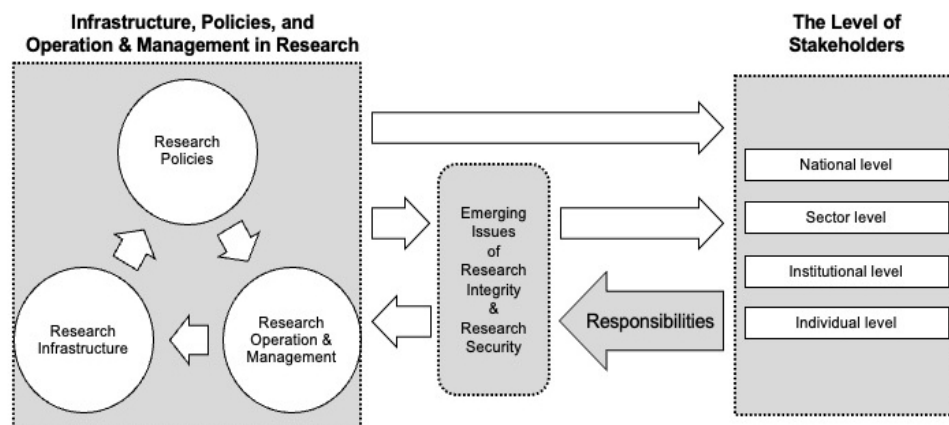 Infrastructure, Policies, and
Operation & Management in Research
The Level of
Stakeholders
Research
Policies
Research
Infrastructure
Research
Operation &
Management
Emerging
Issues
of
Research
Integrity
&
Research
Security
Responsibilities
National level
Sector level
Institutional level
Individual level